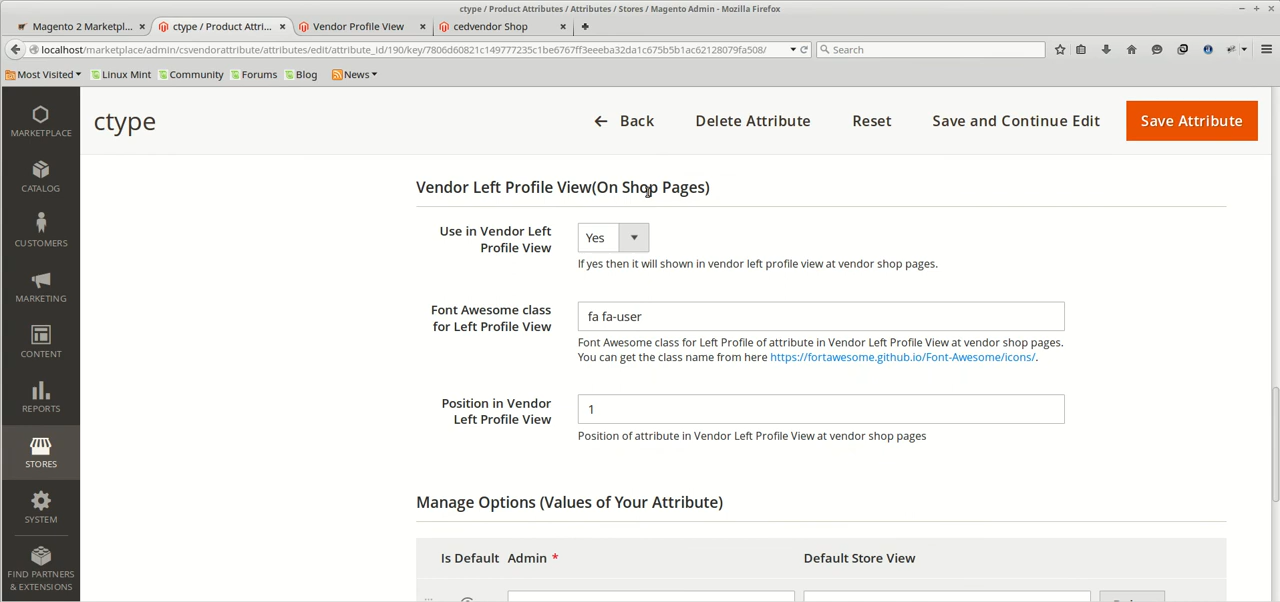 ctype / Product Attributes / Attributes / Stores / Magento Admin - Mozilla Firefox
Magento 2 Marketpl... × ctype / Product Attri... × Vendor Profile View × cedvendor Shop ×
localhost/marketplace/admin/csvendorattribute/attributes/edit/attribute_id/190/key/7806d60821c149777235c1be6767ff3eeeba32da1c675b5b1ac62128079fa508/ Search
Most Visited Linux Mint Community Forums Blog News
ctype
Back Delete Attribute Reset Save and Continue Edit Save Attribute
MARKETPLACE
CATALOG
CUSTOMERS
MARKETING
CONTENT
REPORTS
STORES
SYSTEM
FIND PARTNERS
& EXTENSIONS
Vendor Left Profile View(On Shop Pages)
Use in Vendor Left
Profile View
Yes
If yes then it will shown in vendor left profile view at vendor shop pages.
Font Awesome class
for Left Profile View
fa fa-user
Font Awesome class for Left Profile of attribute in Vendor Left Profile View at vendor shop pages.
You can get the class name from here https://fortawesome.github.io/Font-Awesome/icons/.
Position in Vendor
Left Profile View
1
Position of attribute in Vendor Left Profile View at vendor shop pages
Manage Options (Values of Your Attribute)
Is Default Admin * Default Store View